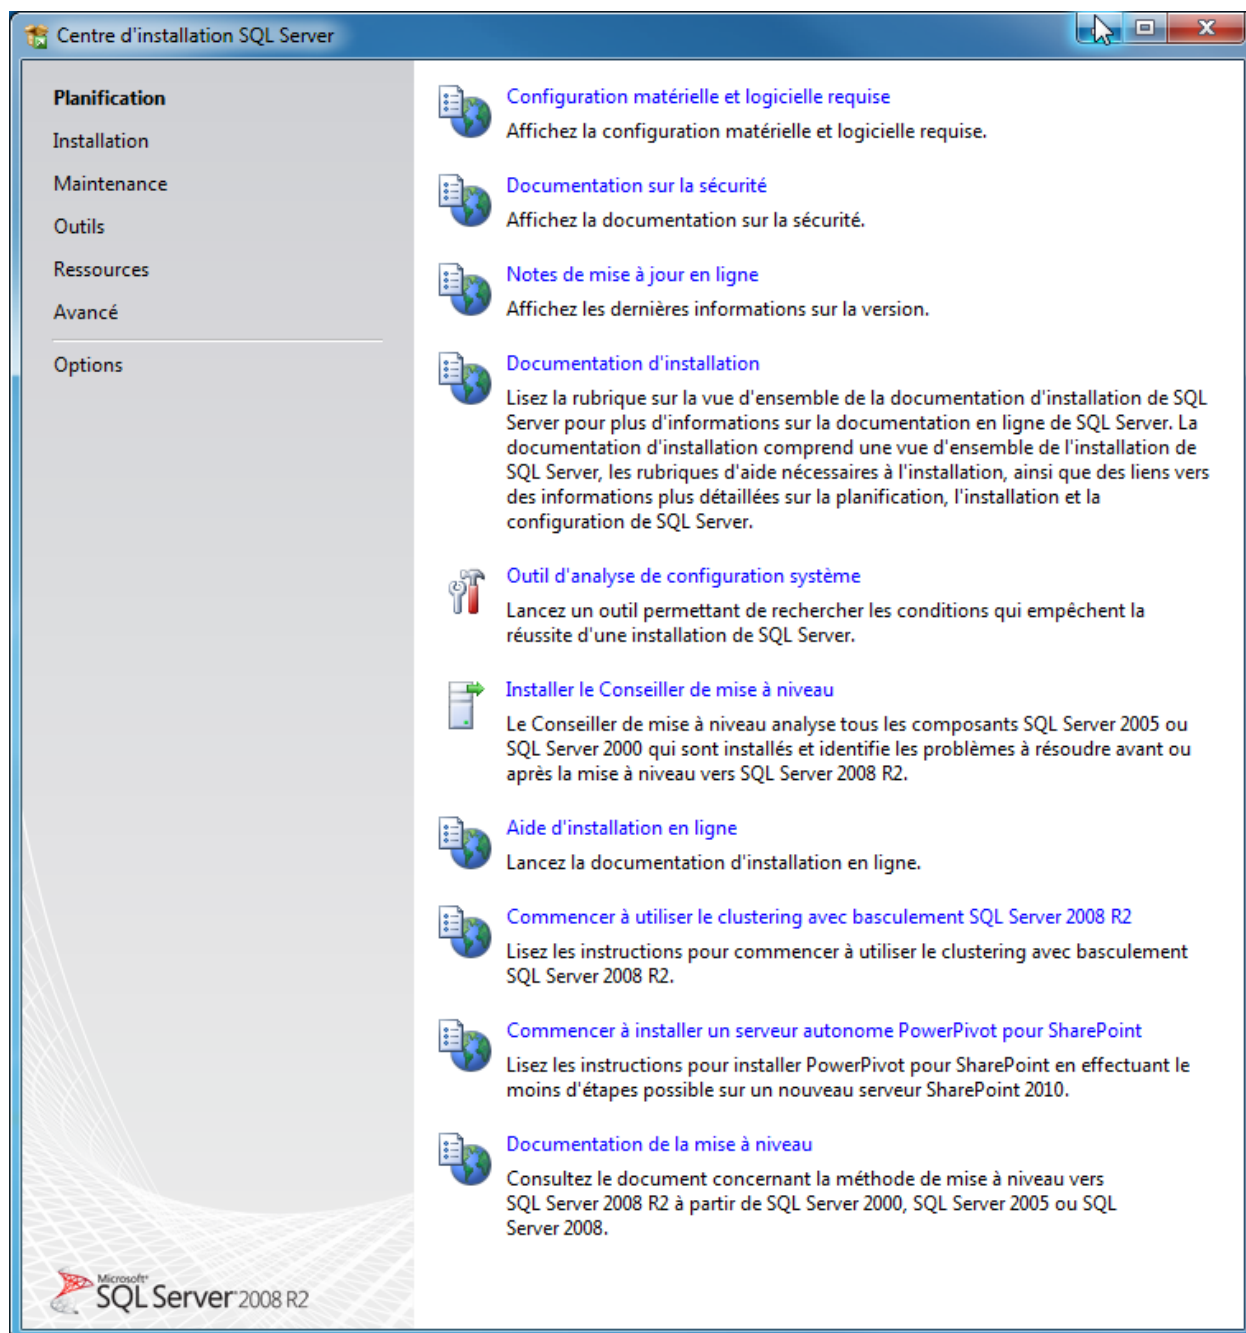 Centre d'installation SQL Server
Planification
Installation
Maintenance
Outils
Ressources
Avancé
Options
Configuration matérielle et logicielle requise
Affichez la configuration matérielle et logicielle requise.
Documentation sur la sécurité
Affichez la documentation sur la sécurité.
Notes de mise à jour en ligne
Affichez les dernières informations sur la version.
Documentation d'installation
Lisez la rubrique sur la vue d'ensemble de la documentation d'installation de SQL
Server pour plus d'informations sur la documentation en ligne de SQL Server. La
documentation d'installation comprend une vue d'ensemble de l'installation de
SQL Server, les rubriques d'aide nécessaires à l'installation, ainsi que des liens vers
des informations plus détaillées sur la planification, l'installation et la
configuration de SQL Server.
Outil d'analyse de configuration système
Lancez un outil permettant de rechercher les conditions qui empêchent la
réussite d'une installation de SQL Server.
Installer le Conseiller de mise à niveau
Le Conseiller de mise à niveau analyse tous les composants SQL Server 2005 ou
SQL Server 2000 qui sont installés et identifie les problèmes à résoudre avant ou
après la mise à niveau vers SQL Server 2008 R2.
Aide d'installation en ligne
Lancez la documentation d'installation en ligne.
Commencer à utiliser le clustering avec basculement SQL Server 2008 R2
Lisez les instructions pour commencer à utiliser le clustering avec basculement
SQL Server 2008 R2.
Commencer à installer un serveur autonome PowerPivot pour SharePoint
Lisez les instructions pour installer PowerPivot pour SharePoint en effectuant le
moins d'étapes possible sur un nouveau serveur SharePoint 2010.
Documentation de la mise à niveau
Consultez le document concernant la méthode de mise à niveau vers
SQL Server 2008 R2 à partir de SQL Server 2000, SQL Server 2005 ou SQL
Server 2008.
Microsoft
SQL Server 2008 R2